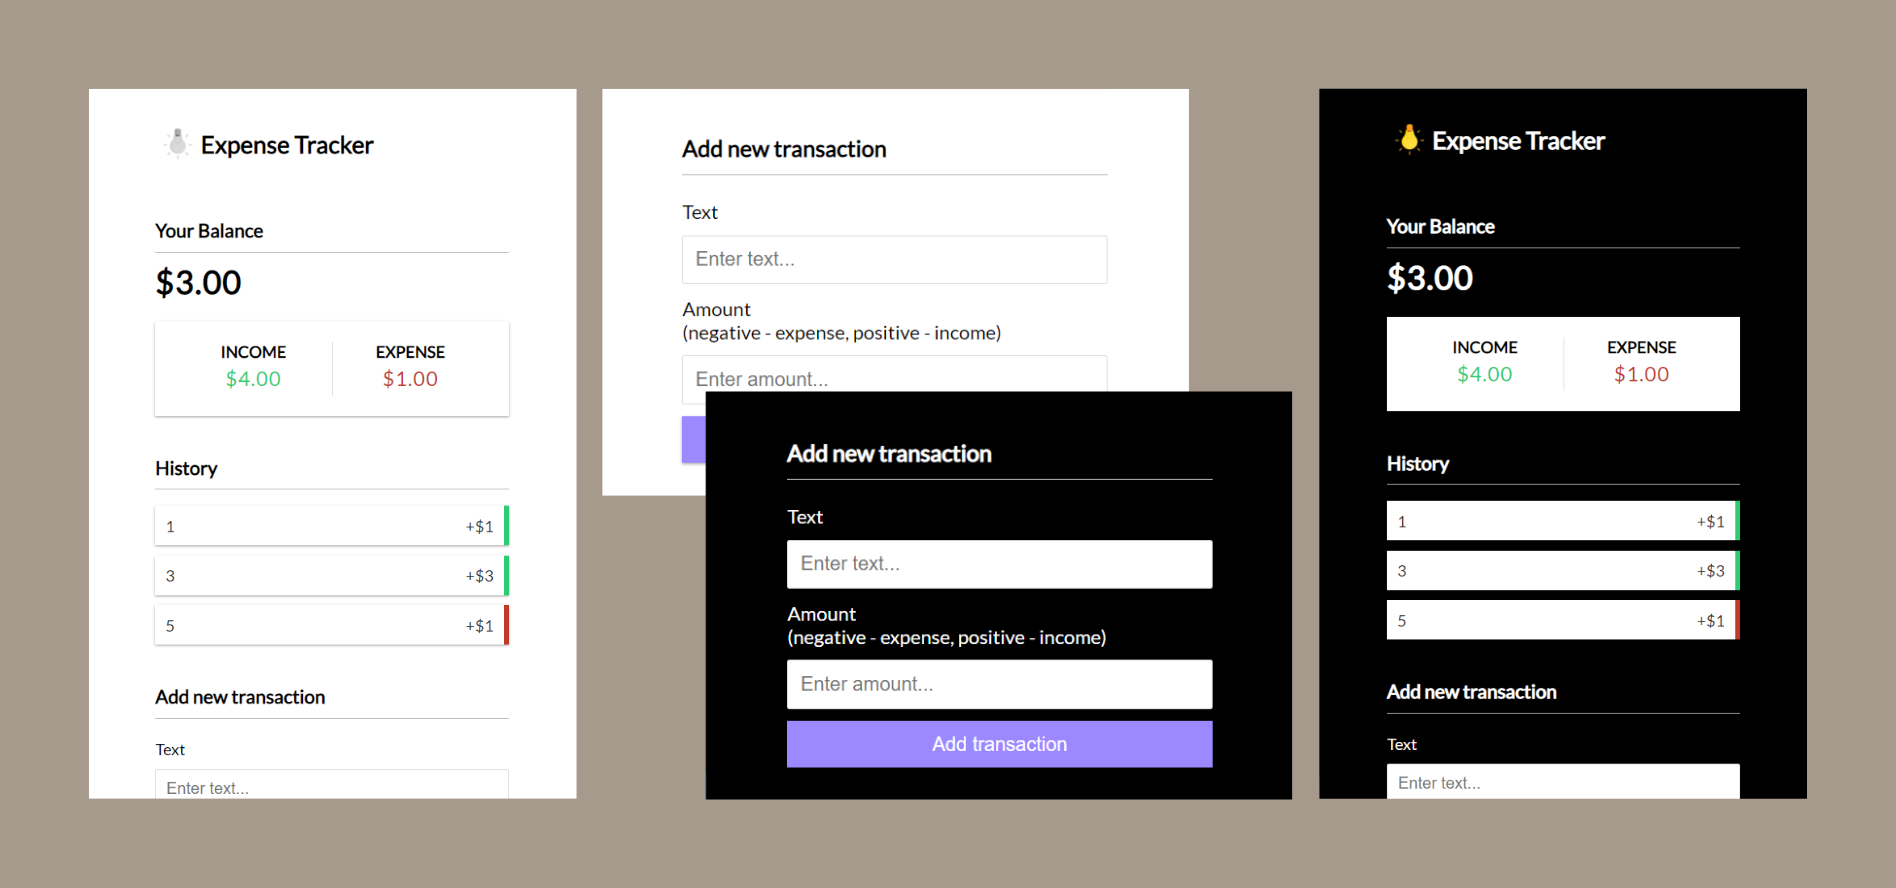 Expense Tracker
Your Balance
$3.00
INCOME EXPENSE
$4.00 $1.00
History
1 +$1
3 +$3
5 +$1
Add new transaction
Text
Enter text...
Add new transaction
Text
Enter text...
Amount
(negative - expense, positive - income)
Enter amount...
Add new transaction
Text
Enter text...
Amount
(negative - expense, positive - income)
Enter amount...
Add transaction
Expense Tracker
Your Balance
$3.00
INCOME EXPENSE
$4.00 $1.00
History
1 +$1
3 +$3
5 +$1
Add new transaction
Text
Enter text...